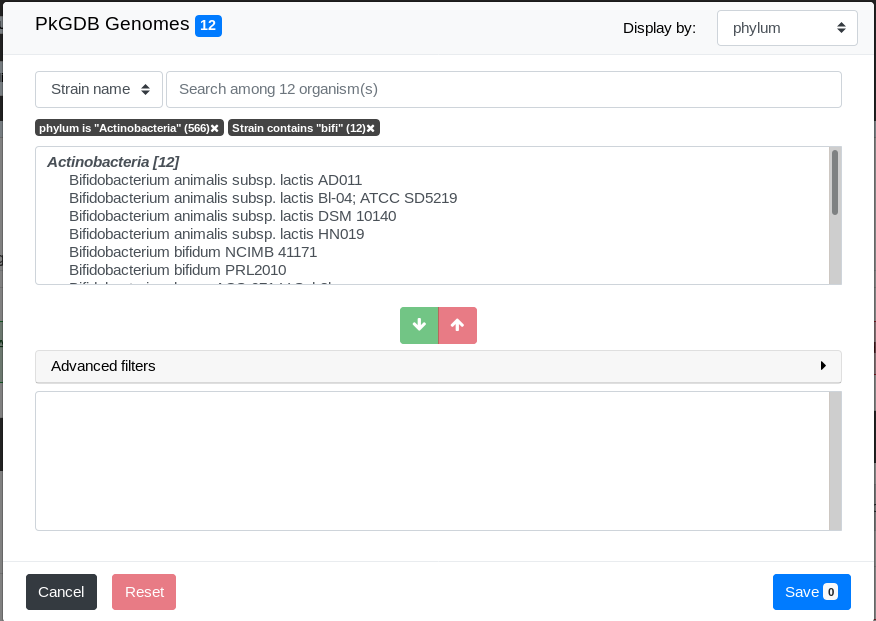 PkGDB Genomes 12
Display by: phylum
Strain name Search among 12 organism(s)
phylum is "Actinobacteria" (566)✖ Strain contains "bifi" (12)✖
Actinobacteria [12]
Bifidobacterium animalis subsp. lactis AD011
Bifidobacterium animalis subsp. lactis Bl-04; ATCC SD5219
Bifidobacterium animalis subsp. lactis DSM 10140
Bifidobacterium animalis subsp. lactis HN019
Bifidobacterium bifidum NCIMB 41171
Bifidobacterium bifidum PRL2010
Advanced filters
Cancel Reset Save 0